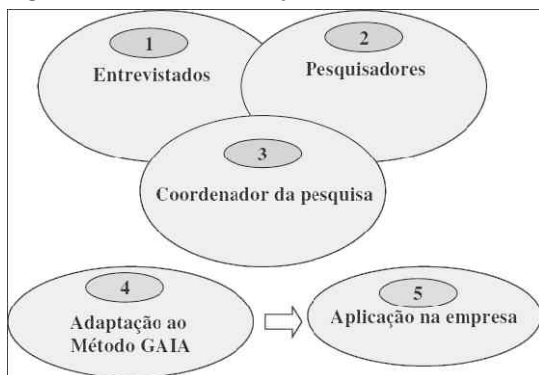 1
Entrevistados
2
Pesquisadores
3
Coordenador da pesquisa
4
Adaptação ao
Método GAIA
5
Aplicação na empresa